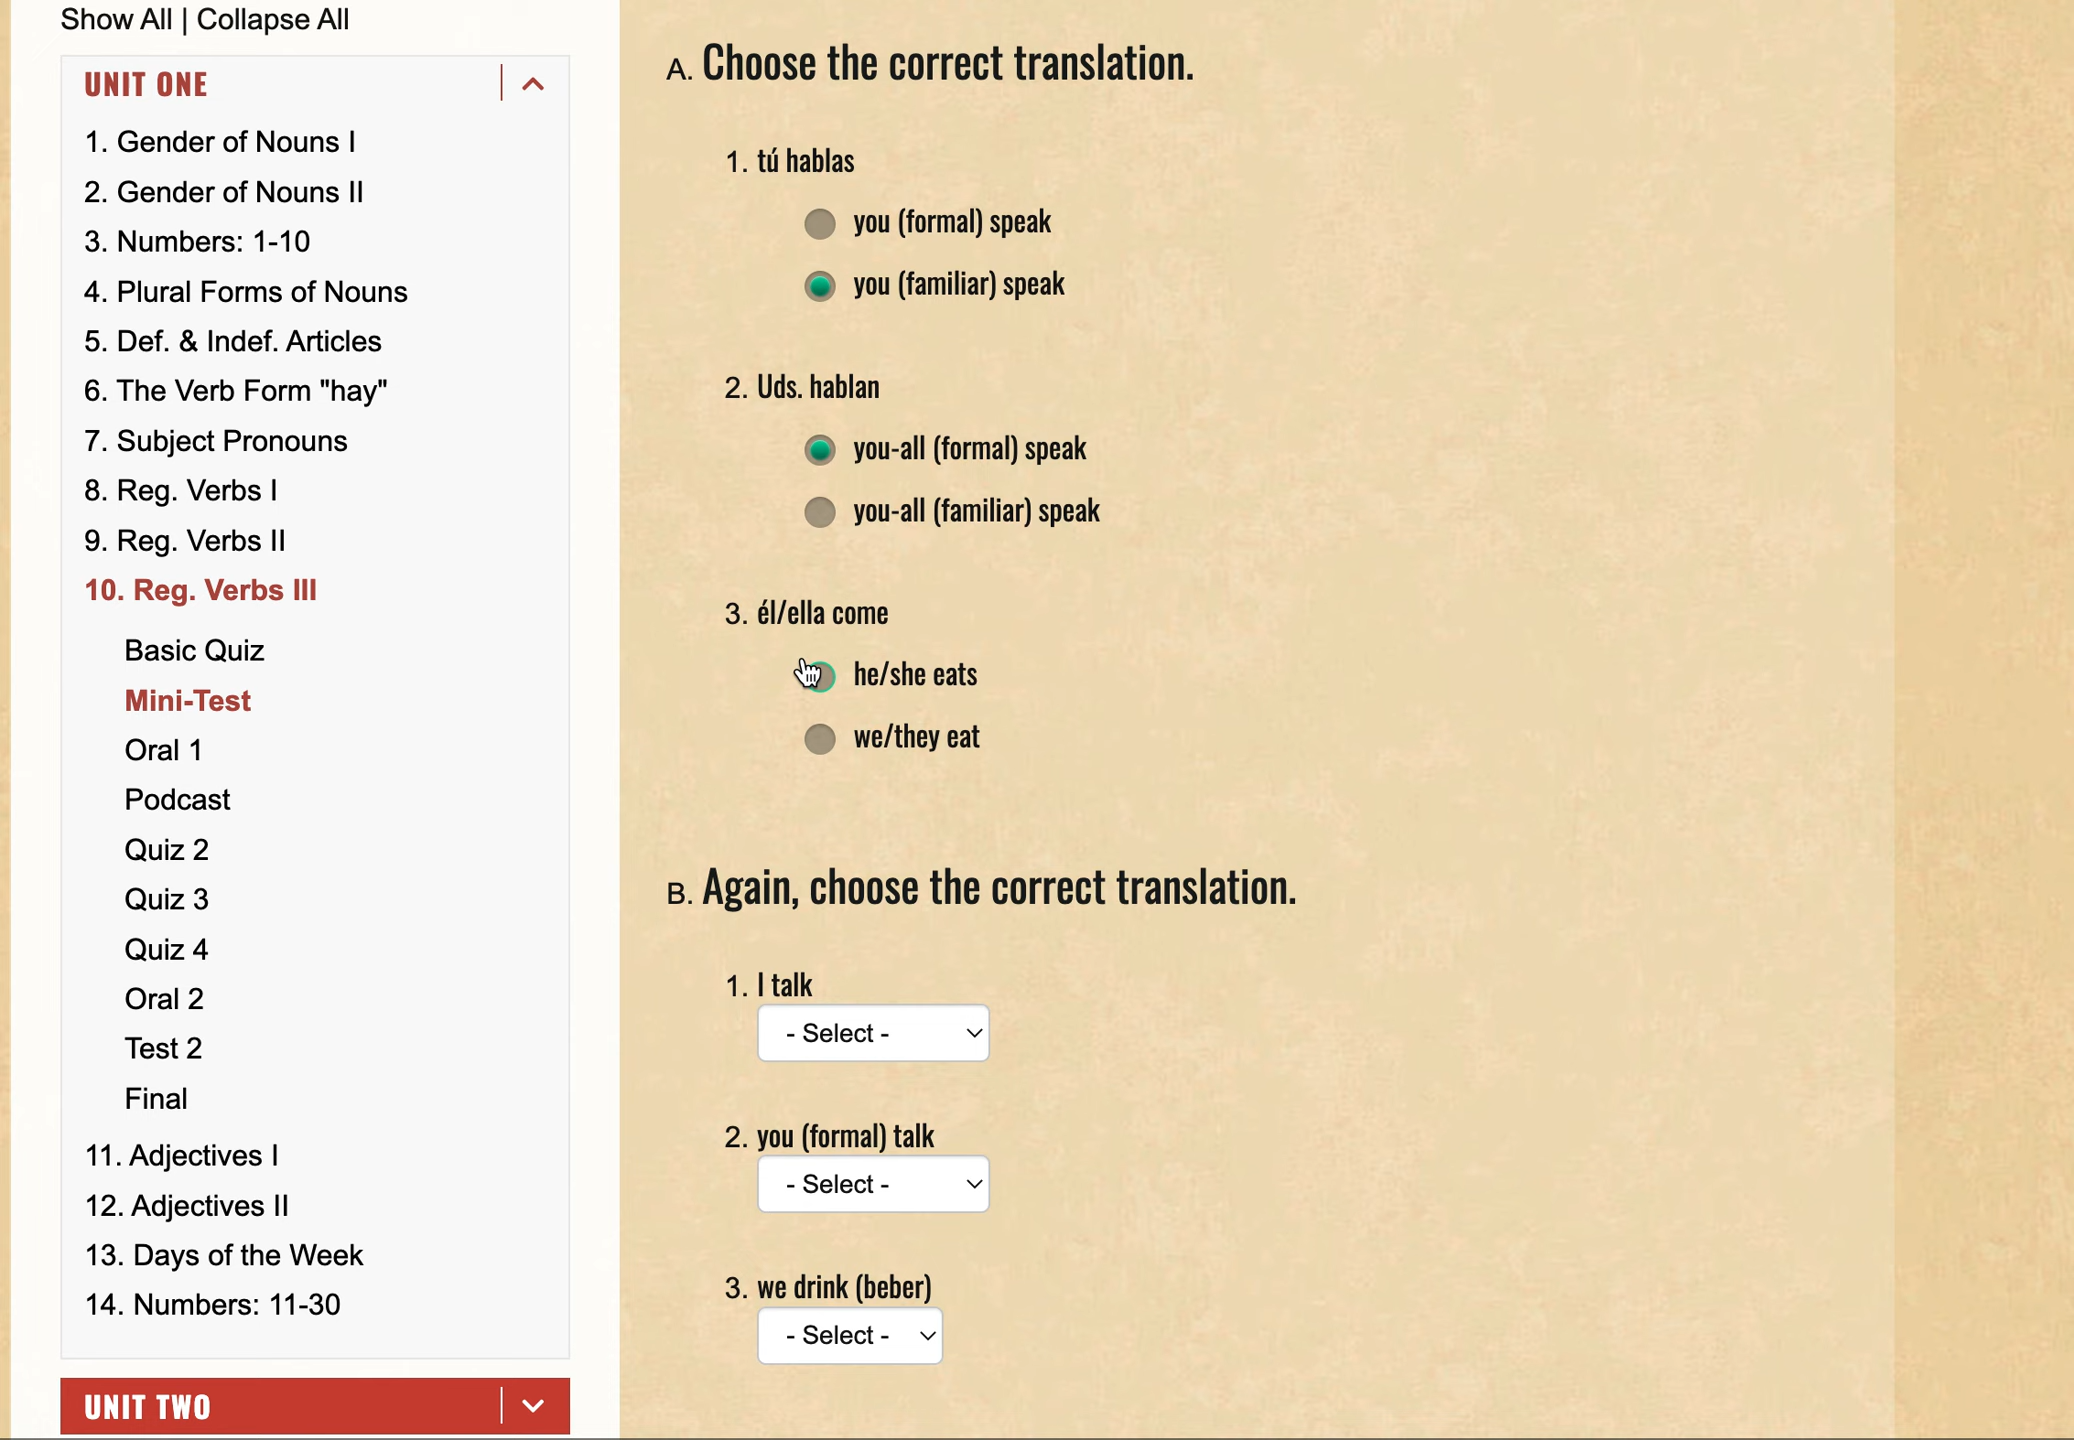 Show All | Collapse All
UNIT ONE
1. Gender of Nouns I
2. Gender of Nouns II
3. Numbers: 1-10
4. Plural Forms of Nouns
5. Def. & Indef. Articles
6. The Verb Form "hay"
7. Subject Pronouns
8. Reg. Verbs I
9. Reg. Verbs II
10. Reg. Verbs III
Basic Quiz
Mini-Test
Oral 1
Podcast
Quiz 2
Quiz 3
Quiz 4
Oral 2
Test 2
Final
11. Adjectives I
12. Adjectives II
13. Days of the Week
14. Numbers: 11-30
UNIT TWO
A. Choose the correct translation.
1. tú hablas
you (formal) speak
you (familiar) speak
2. Uds. hablan
you-all (formal) speak
you-all (familiar) speak
3. él/ella come
he/she eats
we/they eat
B. Again, choose the correct translation.
1. I talk
- Select -
2. you (formal) talk
- Select -
3. we drink (beber)
- Select -